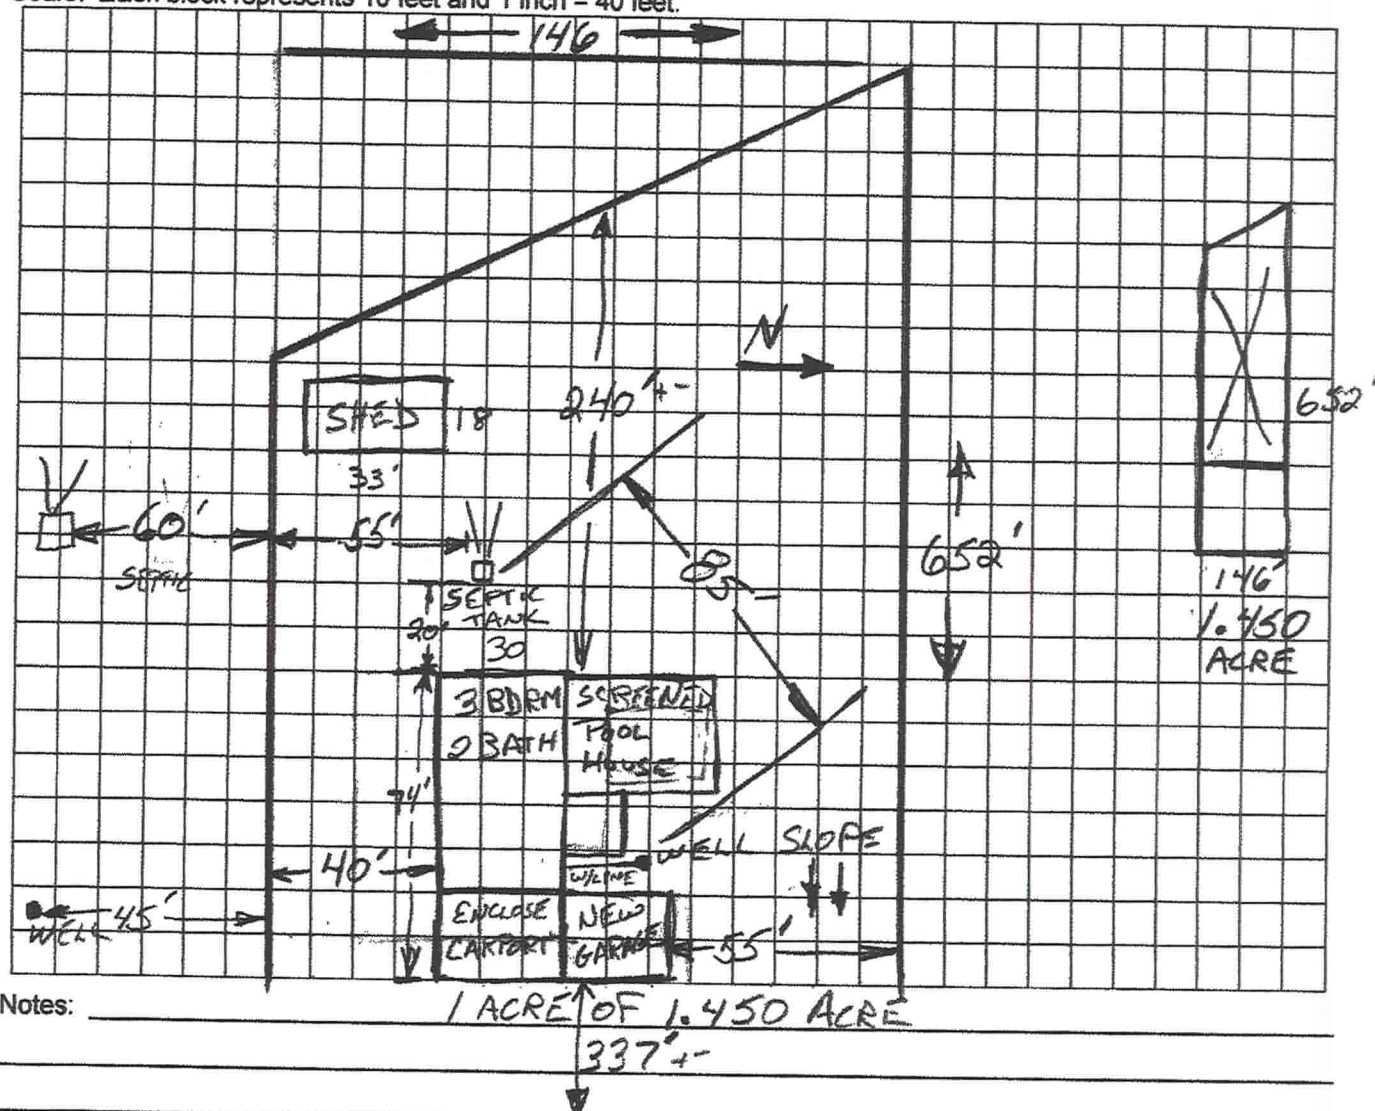 Scale: Each block represents 10 feet and 1 inch = 40 feet.
146
N
SHED 18
33'
240'+-
652'
60'
SEPTIC
55'
85'
SEPTIC
TANK
20'
30
652'
146'
1.450
ACRE
3 BDRM
2 BATH
SCREENED
POOL
HOUSE
74'
40'
WELL
SLOPE
W/LINE
45'
WELL
ENCLOSE
CARPORT
NEW
GARAGE
55'
Notes:
1 ACRE OF 1.450 ACRE
337'+-